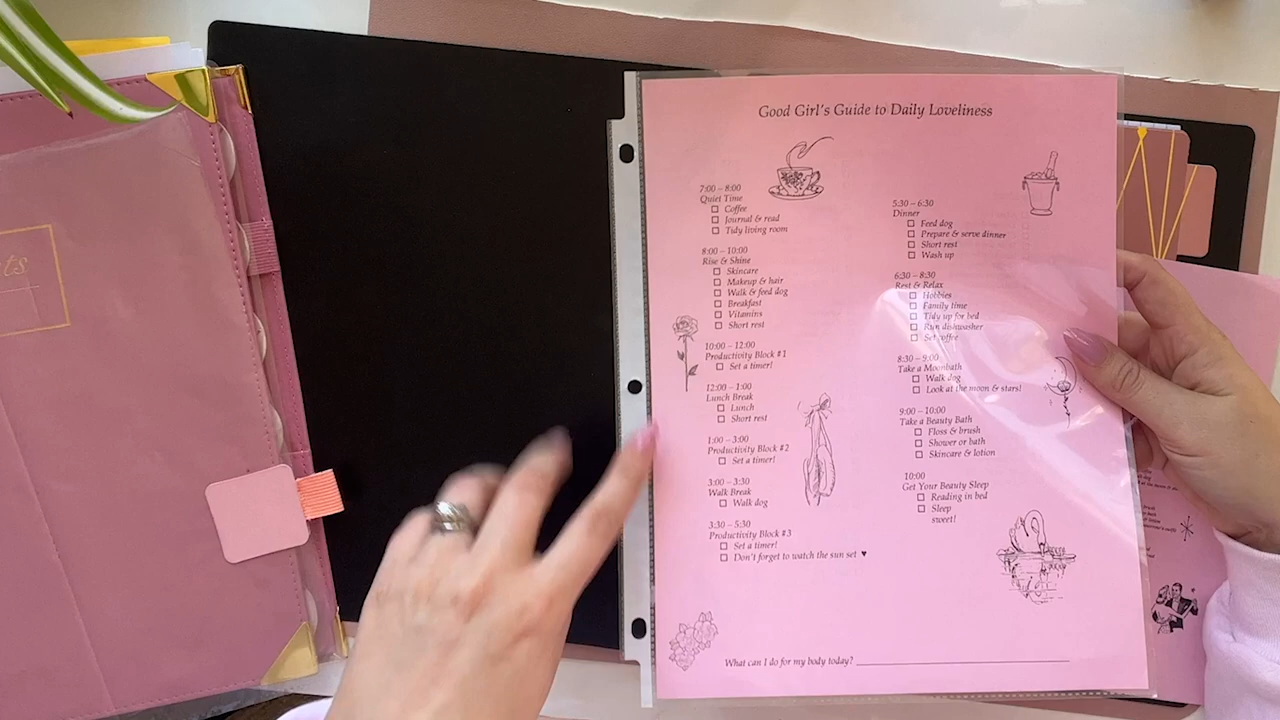 ts
Good Girl's Guide to Daily Loveliness
7:00 – 8:00
Quiet Time
Coffee
Journal & read
Tidy living room
8:00 – 10:00
Rise & Shine
Skincare
Makeup & hair
Walk & feed dog
Breakfast
Vitamins
Short rest
10:00 – 12:00
Productivity Block #1
Set a timer!
12:00 – 1:00
Lunch Break
Lunch
Short rest
1:00 – 3:00
Productivity Block #2
Set a timer!
3:00 – 3:30
Walk Break
Walk dog
3:30 – 5:30
Productivity Block #3
Set a timer!
Don't forget to watch the sun set ♥
5:30 – 6:30
Dinner
Feed dog
Prepare & serve dinner
Short rest
Wash up
6:30 – 8:30
Rest & Relax
Hobbies
Family time
Tidy up for bed
Run dishwasher
Set coffee
8:30 – 9:00
Take a Moonbath
Walk dog
Look at the moon & stars!
9:00 – 10:00
Take a Beauty Bath
Floss & brush
Shower or bath
Skincare & lotion
10:00
Get Your Beauty Sleep
Reading in bed
Sleep
sweet!
What can I do for my body today?